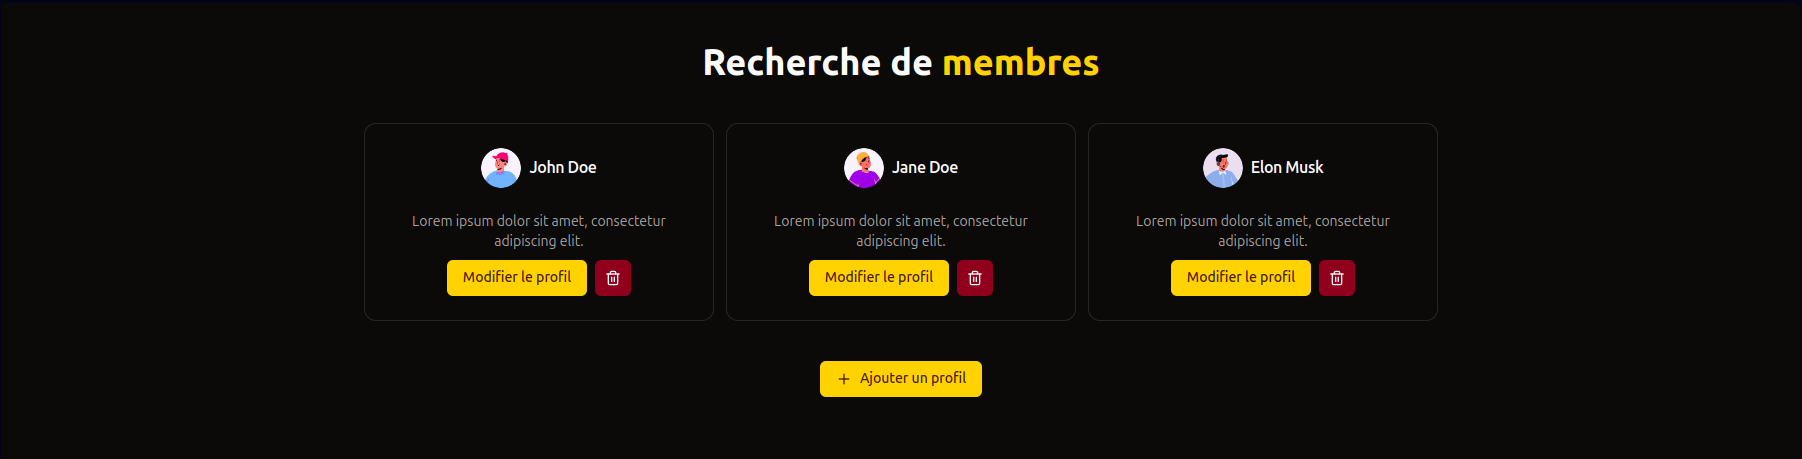 Recherche de membres
John Doe
Lorem ipsum dolor sit amet, consectetur
adipiscing elit.
Modifier le profil
Jane Doe
Lorem ipsum dolor sit amet, consectetur
adipiscing elit.
Modifier le profil
Elon Musk
Lorem ipsum dolor sit amet, consectetur
adipiscing elit.
Modifier le profil
Ajouter un profil